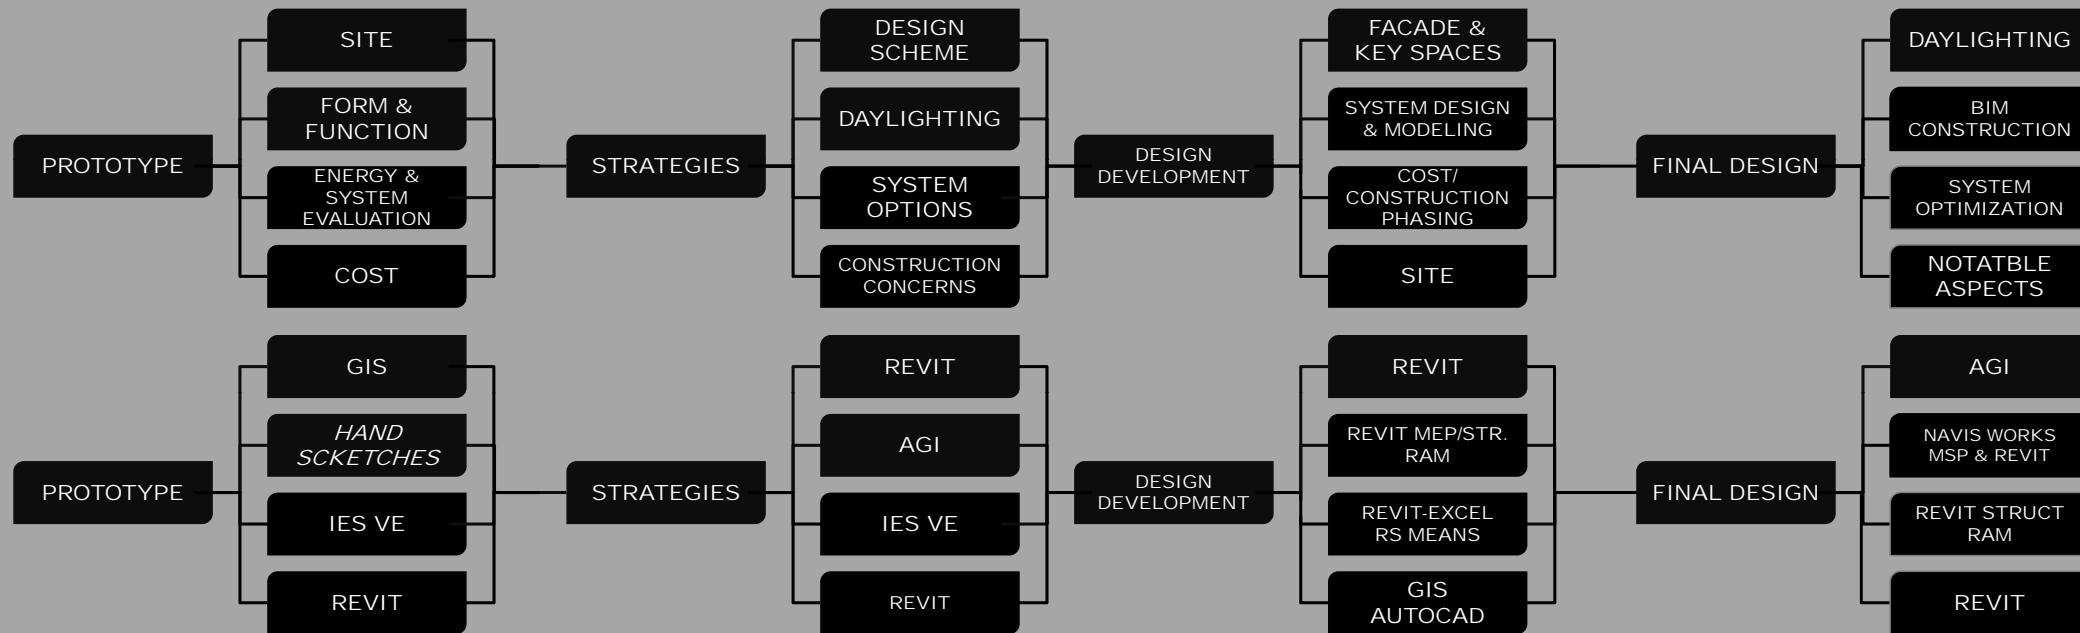 PROTOTYPE
SITE
FORM &
FUNCTION
ENERGY &
SYSTEM
EVALUATION
COST
STRATEGIES
DESIGN
SCHEME
DAYLIGHTING
SYSTEM
OPTIONS
CONSTRUCTION
CONCERNS
DESIGN
DEVELOPMENT
FACADE &
KEY SPACES
SYSTEM DESIGN
& MODELING
COST/
CONSTRUCTION
PHASING
SITE
FINAL DESIGN
DAYLIGHTING
BIM
CONSTRUCTION
SYSTEM
OPTIMIZATION
NOTATBLE
ASPECTS
PROTOTYPE
GIS
HAND
SCKETCHES
IES VE
REVIT
STRATEGIES
REVIT
AGI
IES VE
REVIT
DESIGN
DEVELOPMENT
REVIT
REVIT MEP/STR.
RAM
REVIT-EXCEL
RS MEANS
GIS
AUTOCAD
FINAL DESIGN
AGI
NAVIS WORKS
MSP & REVIT
REVIT STRUCT
RAM
REVIT